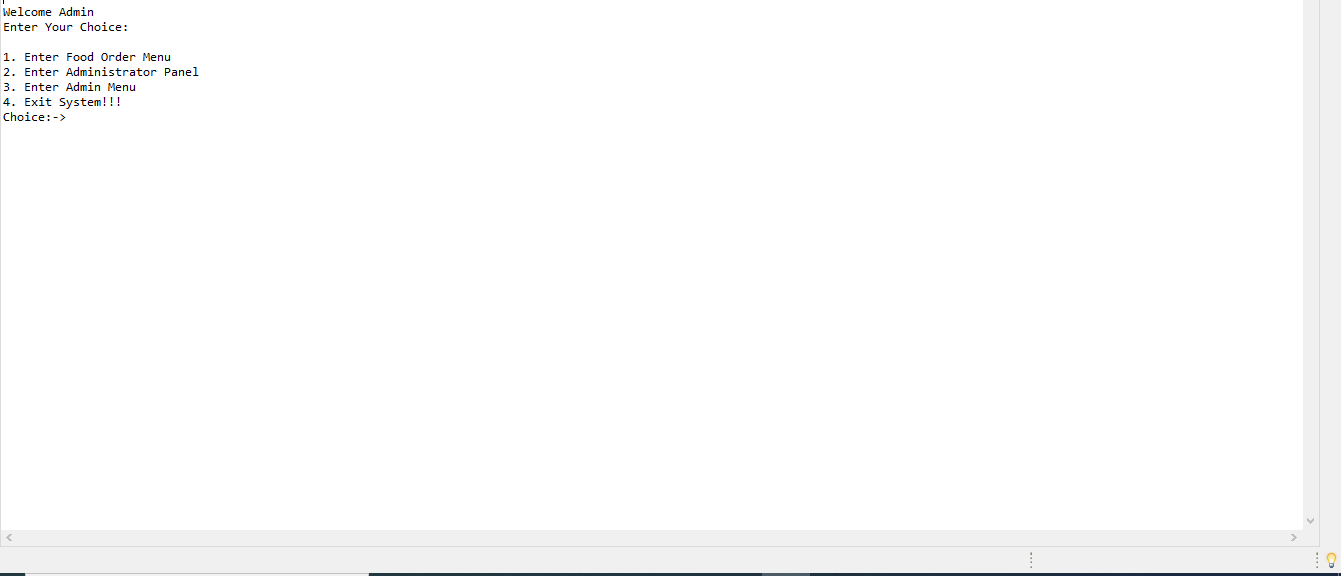 Welcome Admin
Enter Your Choice:
1. Enter Food Order Menu
2. Enter Administrator Panel
3. Enter Admin Menu
4. Exit System!!!
Choice:->